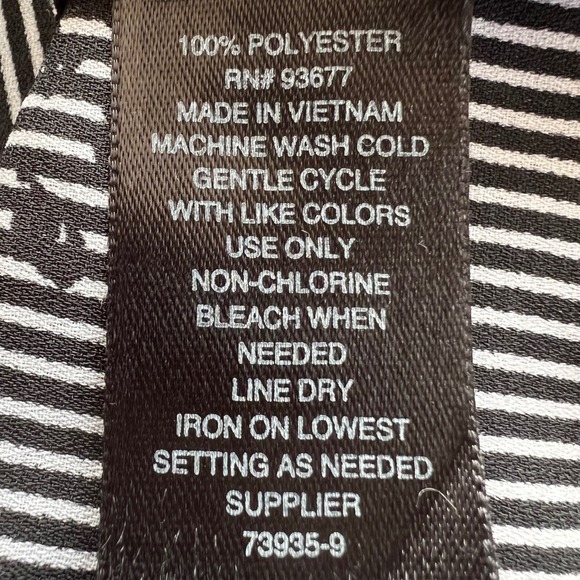 100% POLYESTER
RN# 93677
MADE IN VIETNAM
MACHINE WASH COLD
GENTLE CYCLE
WITH LIKE COLORS
USE ONLY
NON-CHLORINE
BLEACH WHEN
NEEDED
LINE DRY
IRON ON LOWEST
SETTING AS NEEDED
SUPPLIER
73935-9